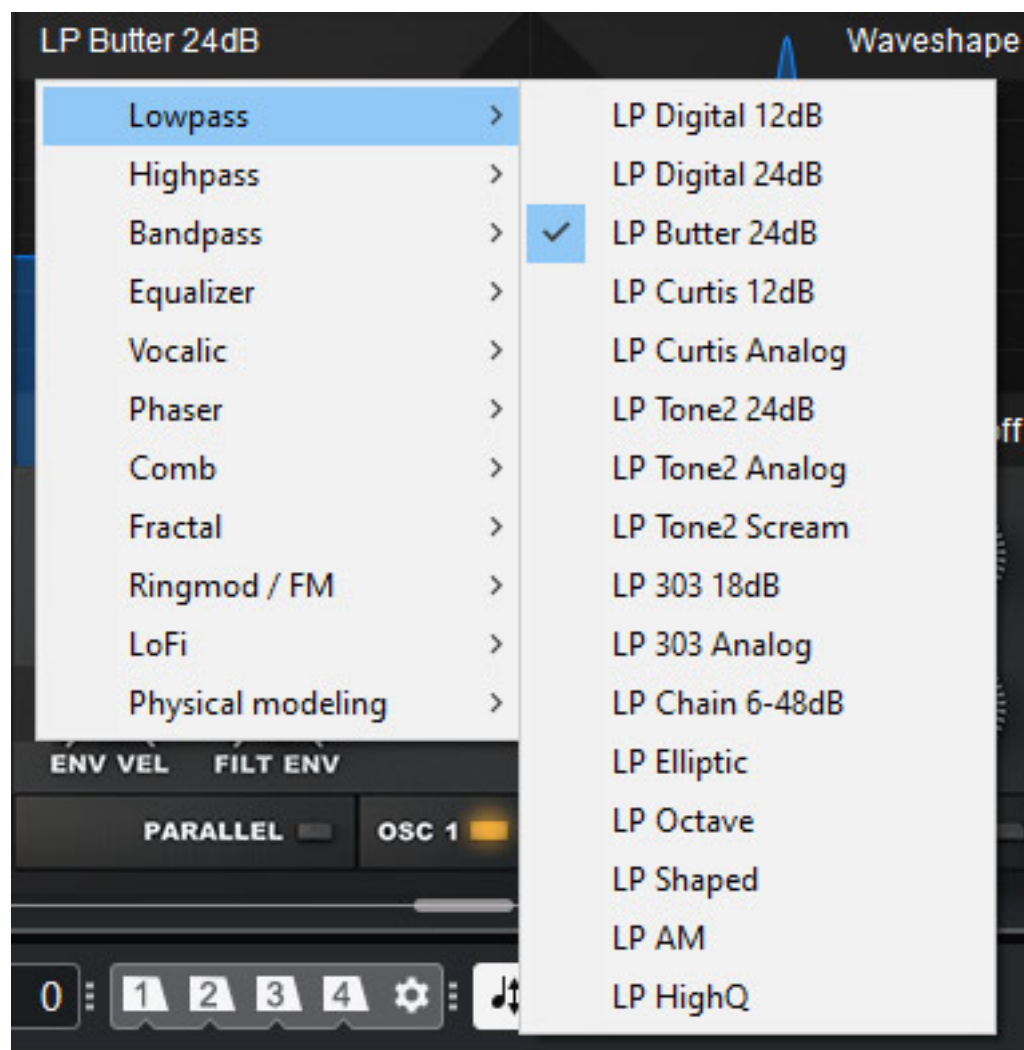 LP Butter 24dB
Waveshape
Lowpass
Highpass
Bandpass
Equalizer
Vocalic
Phaser
Comb
Fractal
Ringmod / FM
LoFi
Physical modeling
LP Digital 12dB
LP Digital 24dB
LP Butter 24dB
LP Curtis 12dB
LP Curtis Analog
LP Tone2 24dB
LP Tone2 Analog
LP Tone2 Scream
LP 303 18dB
LP 303 Analog
LP Chain 6-48dB
LP Elliptic
LP Octave
LP Shaped
LP AM
LP HighQ
ff
ENV VEL FILT ENV
PARALLEL OSC 1
0 1 2 3 4